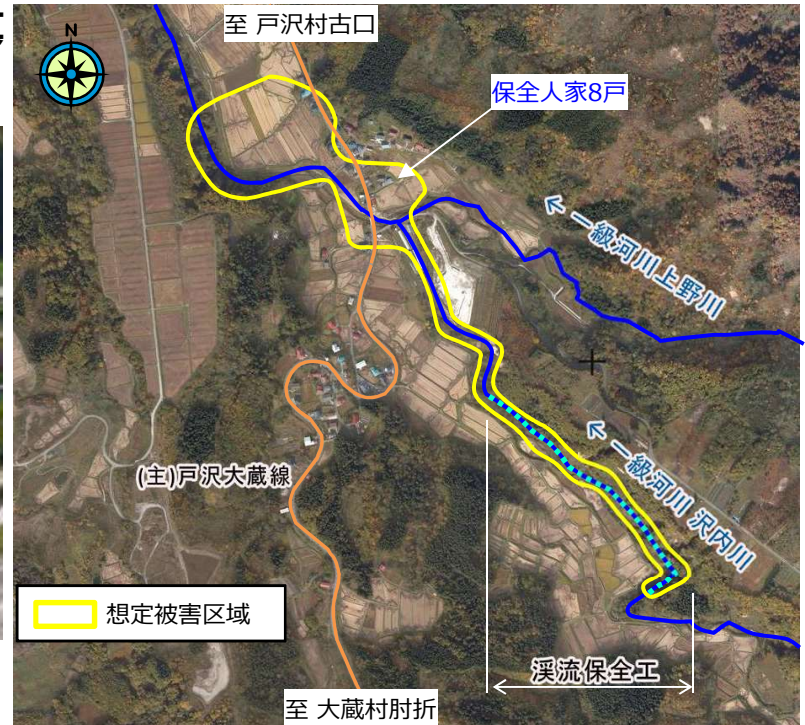 至 戸沢村古口
N
保全人家8戸
← 一級河川上野川
← 一級河川 沢内川
(主)戸沢大蔵線
想定被害区域
渓流保全工
至 大蔵村肘折